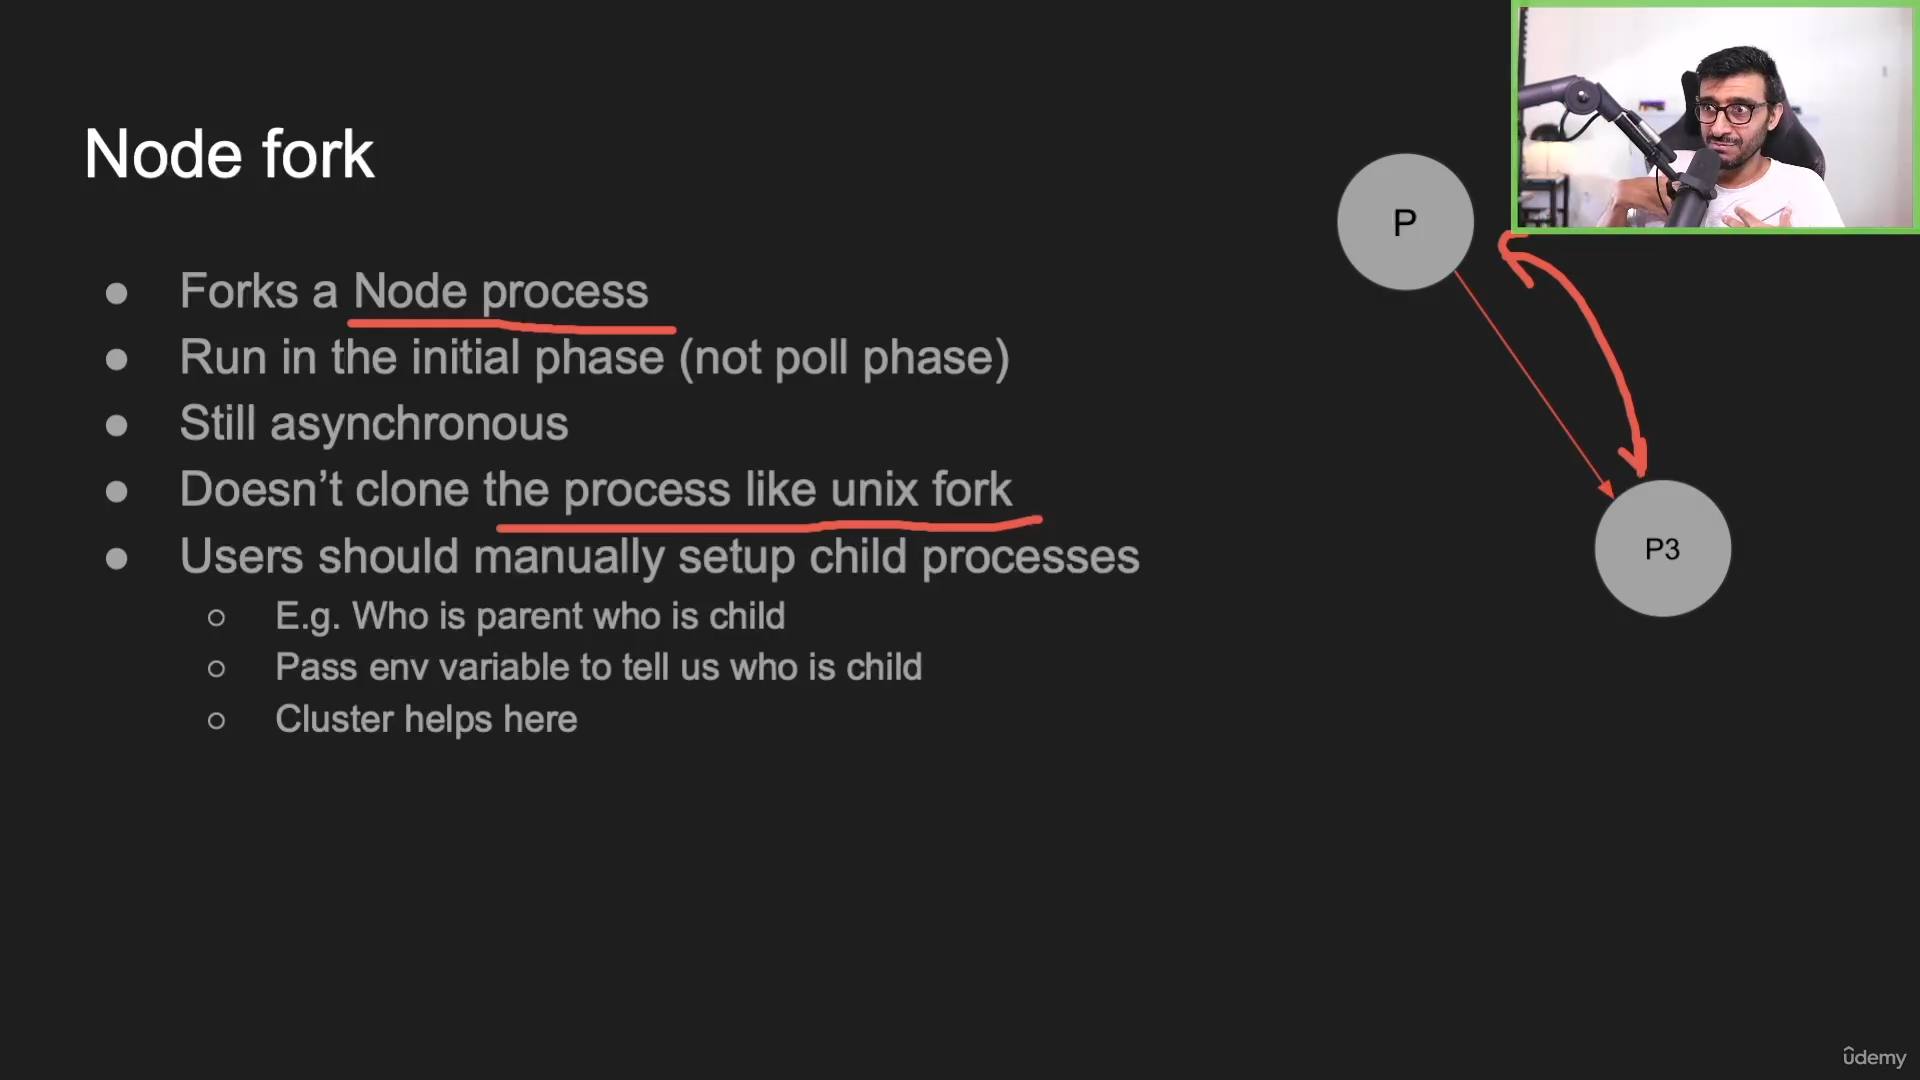 Node fork
P
● Forks a Node process
● Run in the initial phase (not poll phase)
● Still asynchronous
● Doesn’t clone the process like unix fork
● Users should manually setup child processes
P3
○ E.g. Who is parent who is child
○ Pass env variable to tell us who is child
○ Cluster helps here
ûdemy